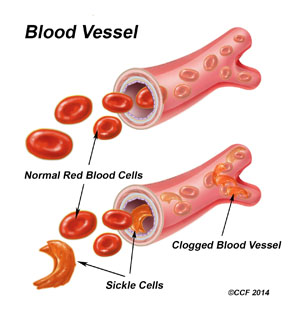 Blood Vessel
Normal Red Blood Cells
Clogged Blood Vessel
Sickle Cells
©CCF 2014